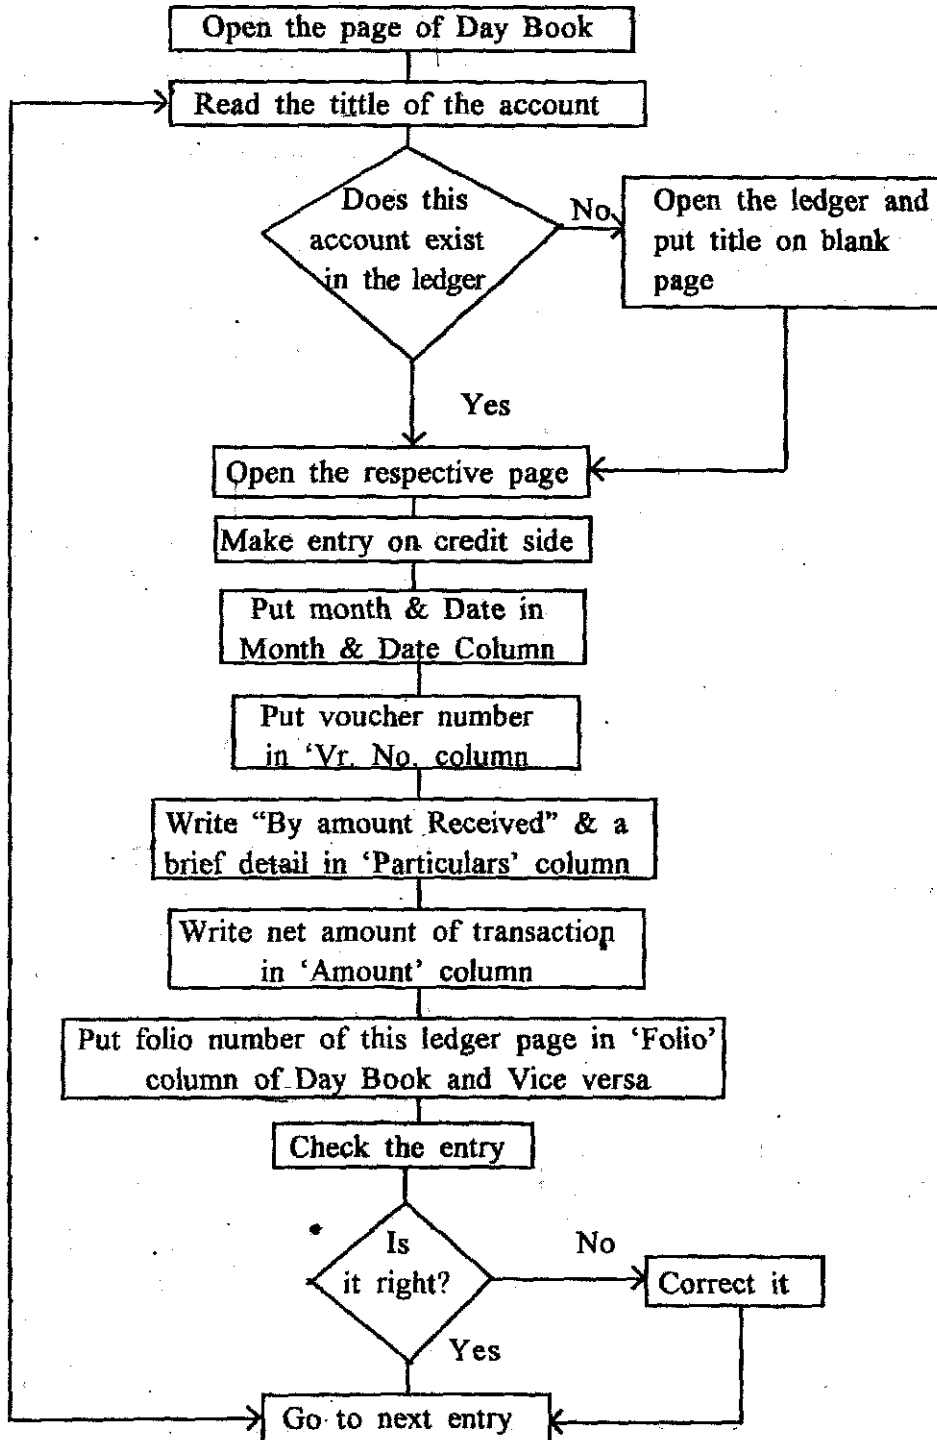 Open the page of Day Book
Read the tittle of the account
Does this
account exist
in the ledger
No
Open the ledger and
put title on blank
page
Yes
Open the respective page
Make entry on credit side
Put month & Date in
Month & Date Column
Put voucher number
in ‘Vr. No. column
Write “By amount Received” & a
brief detail in ‘Particulars’ column
Write net amount of transaction
in ‘Amount’ column
Put folio number of this ledger page in ‘Folio’
column of Day Book and Vice versa
Check the entry
Is
it right?
No
Correct it
Yes
Go to next entry